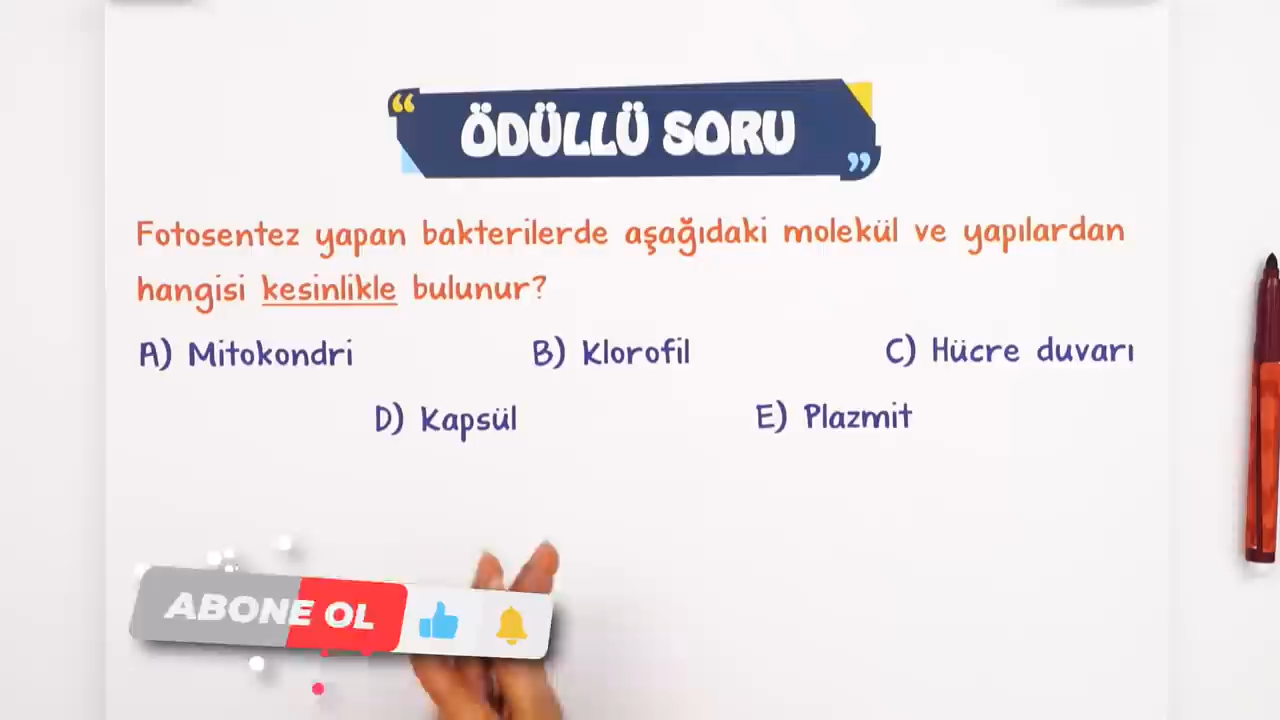 “ ÖDÜLLÜ SORU ”
Fotosentez yapan bakterilerde aşağıdaki molekül ve yapılardan
hangisi kesinlikle bulunur?
A) Mitokondri B) Klorofil C) Hücre duvarı
D) Kapsül E) Plazmit
ABONE OL